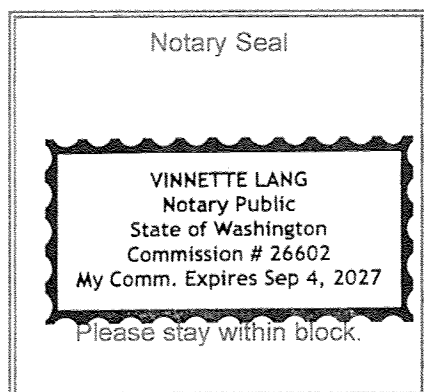 Notary Seal
VINNETTE LANG
Notary Public
State of Washington
Commission # 26602
My Comm. Expires Sep 4, 2027
Please stay within block.